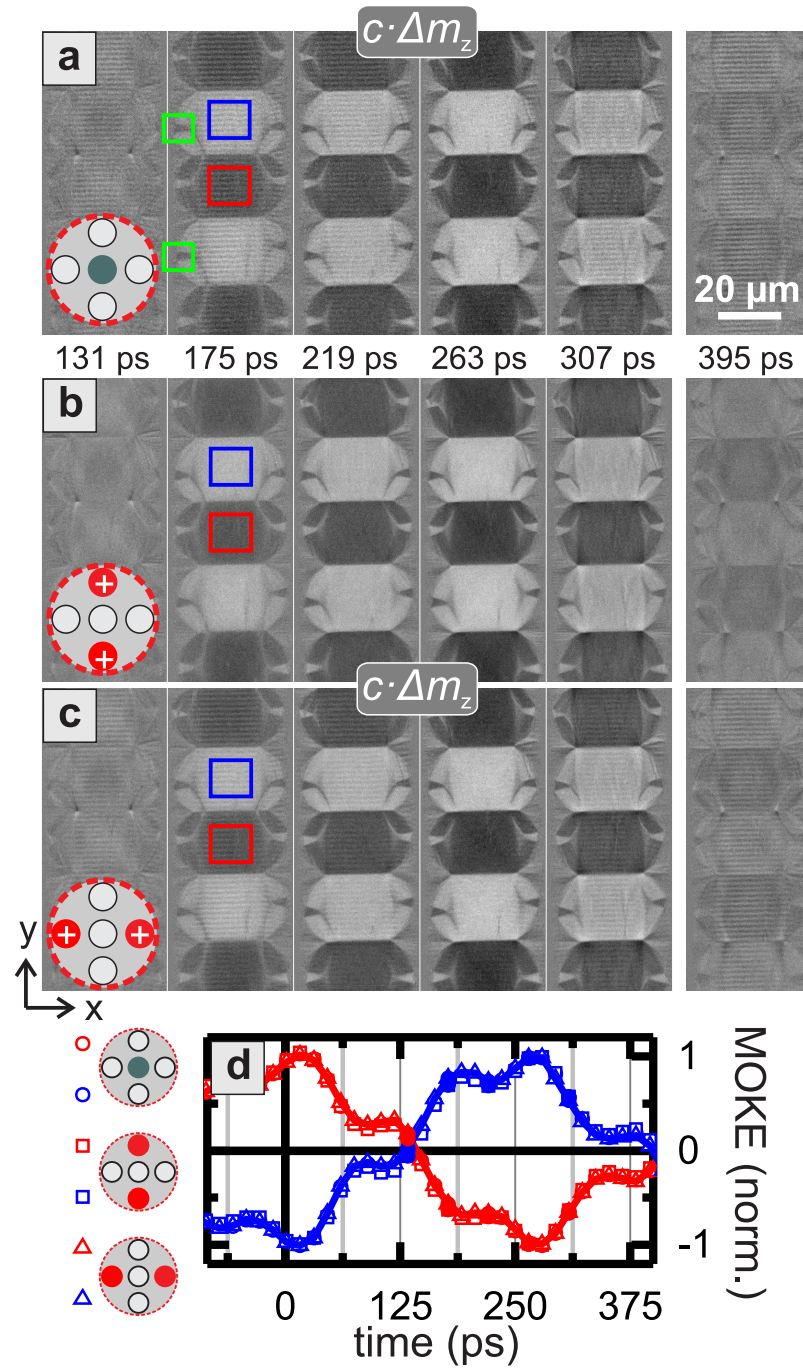 c·Δm_z
a
20 µm
131 ps 175 ps 219 ps 263 ps 307 ps 395 ps
b
+
+
c·Δm_z
c
+ +
y
x
d
1
0
-1
MOKE (norm.)
0 125 250 375
time (ps)